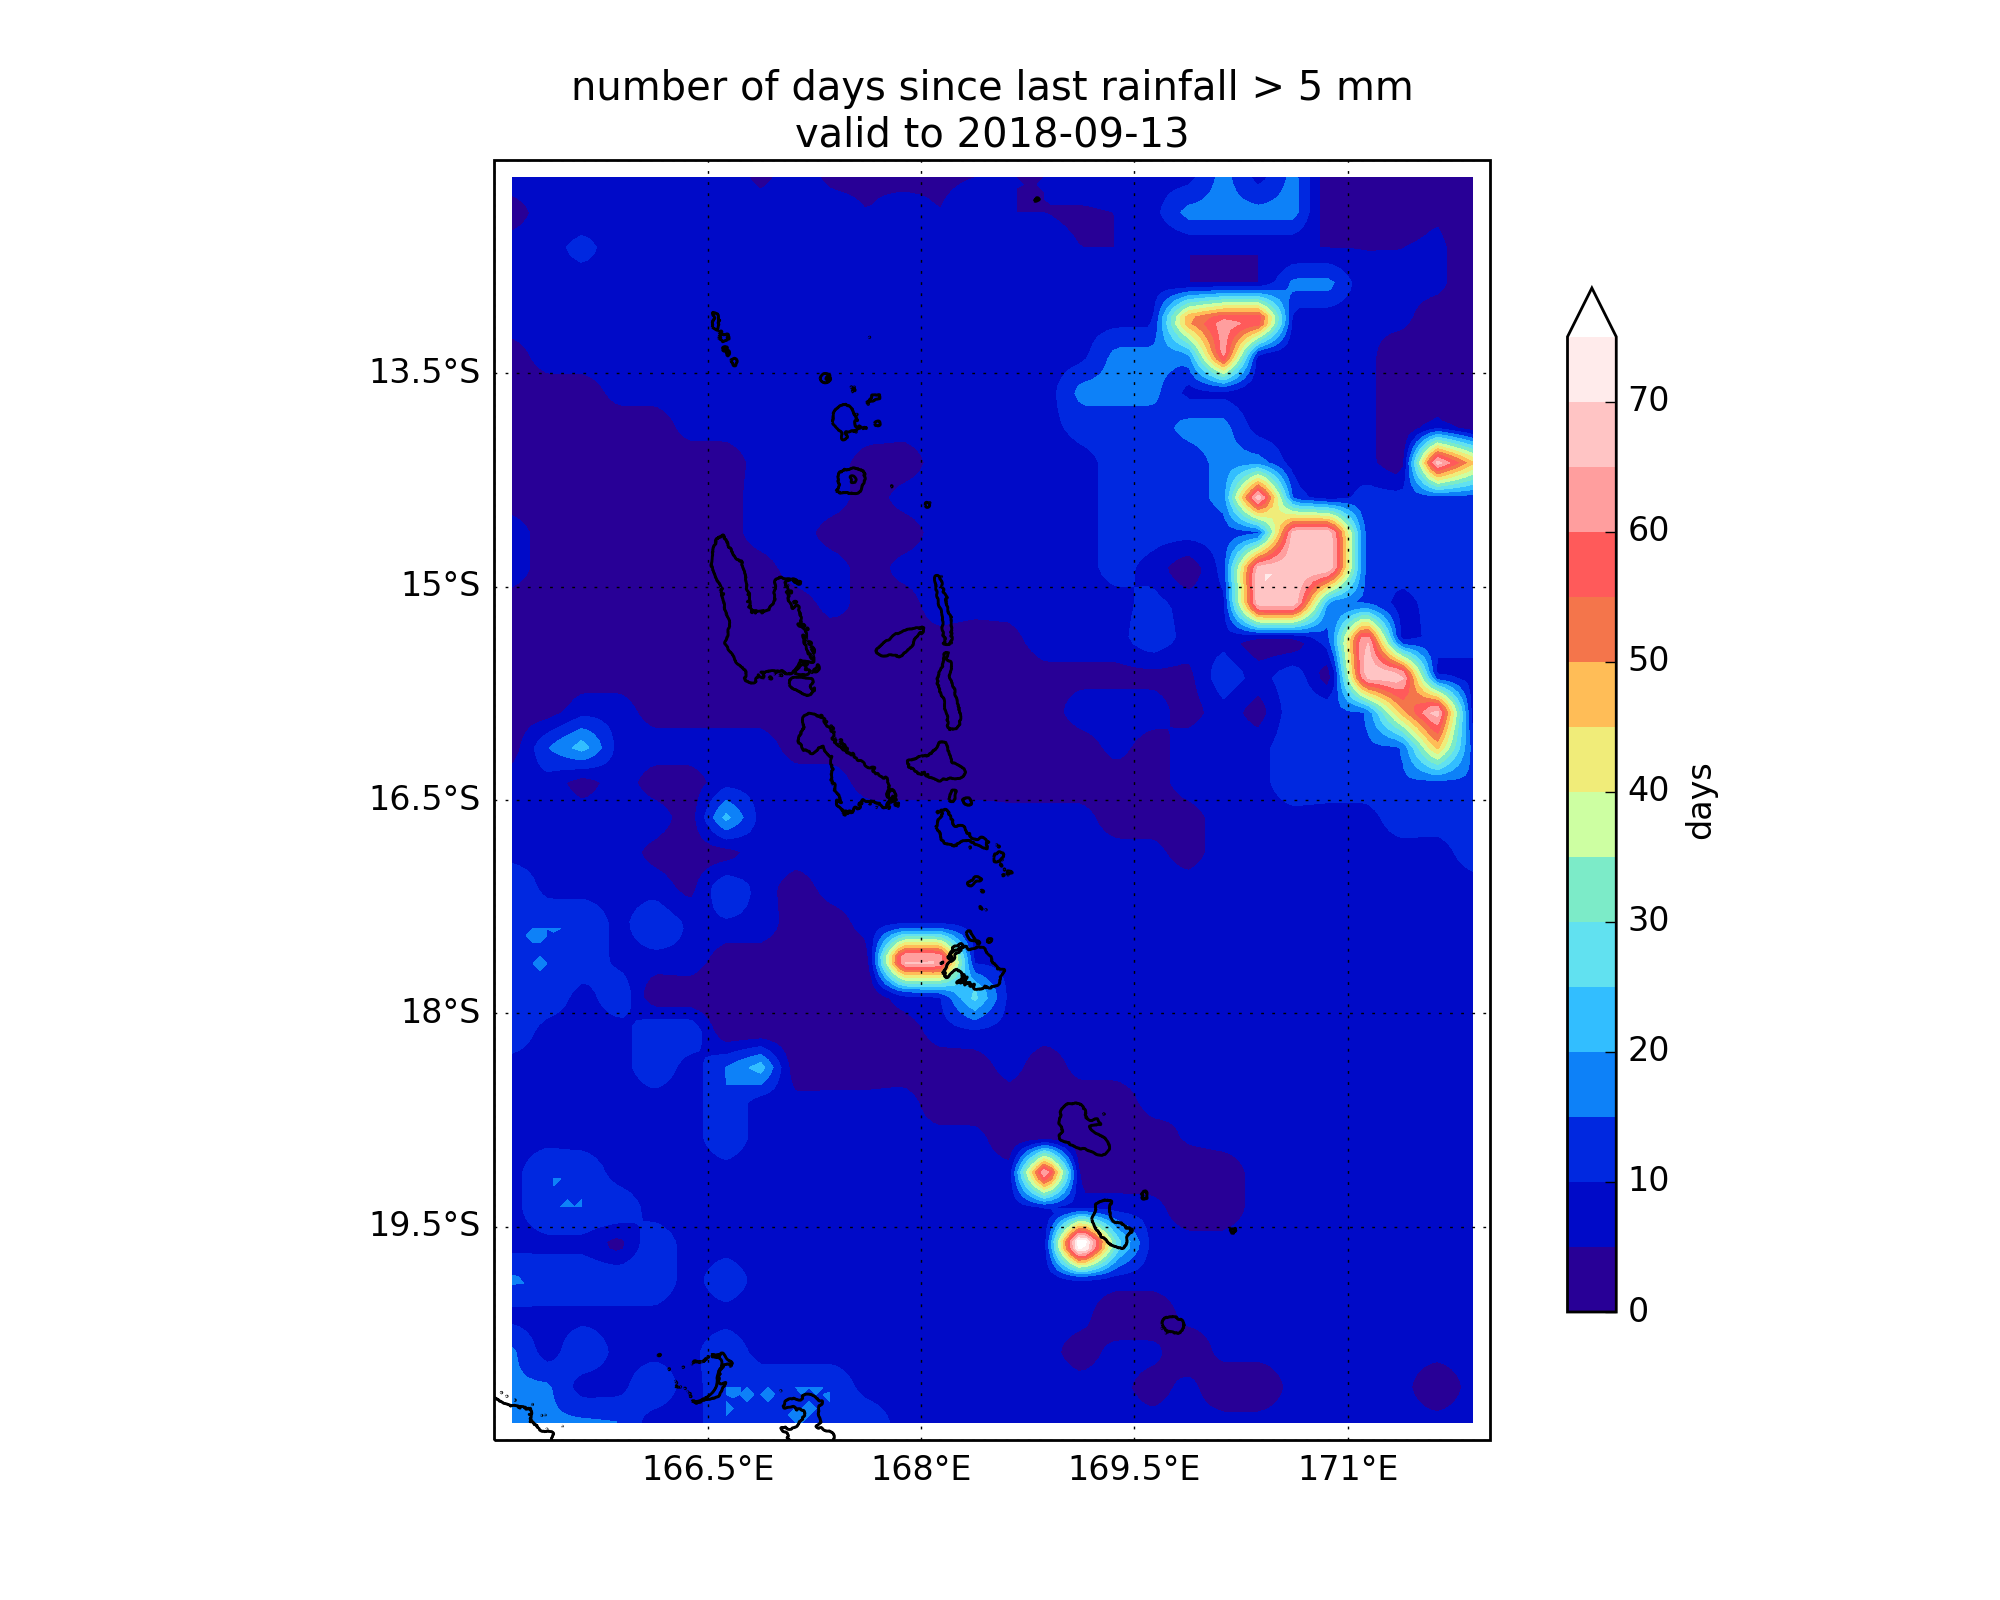 number of days since last rainfall > 5 mm
valid to 2018-09-13
13.5°S
15°S
16.5°S
18°S
19.5°S
166.5°E
168°E
169.5°E
171°E
70
60
50
40
30
20
10
0
days